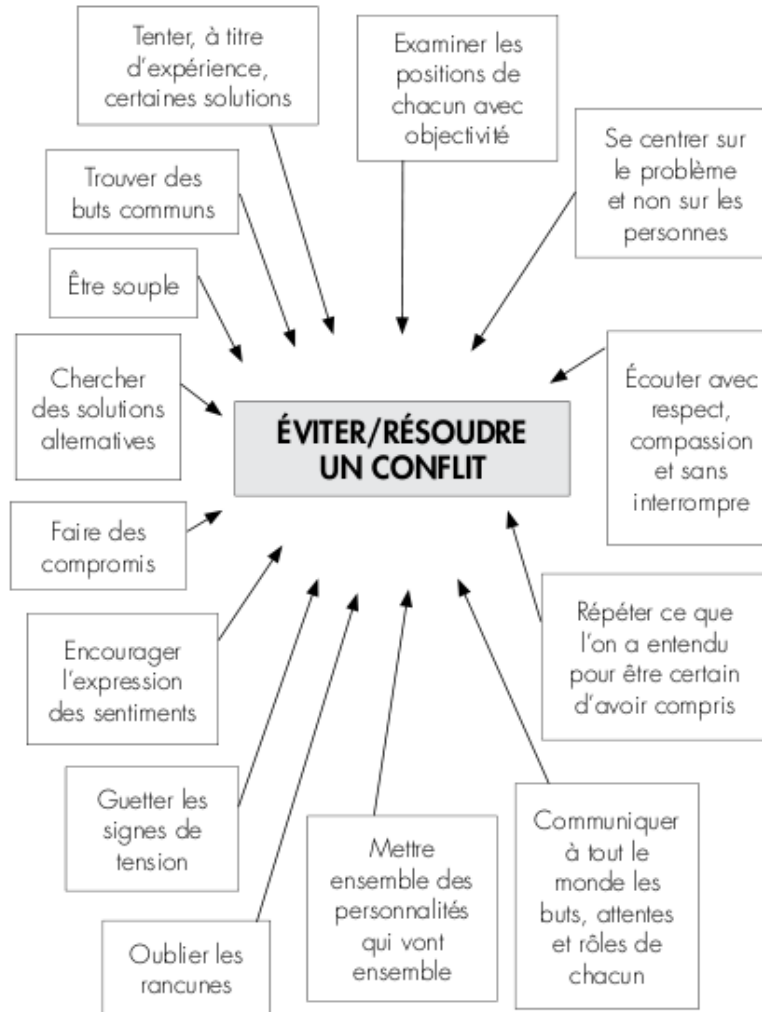 Tenter, à titre
d'expérience,
certaines solutions
Examiner les
positions de
chacun avec
objectivité
Se centrer sur
le problème
et non sur les
personnes
Trouver des
buts communs
Être souple
Chercher
des solutions
alternatives
ÉVITER/RÉSOUDRE
UN CONFLIT
Écouter avec
respect,
compassion
et sans
interrompre
Faire des
compromis
Encourager
l'expression
des sentiments
Répéter ce que
l'on a entendu
pour être certain
d'avoir compris
Guetter les
signes de
tension
Oublier les
rancunes
Mettre
ensemble des
personnalités
qui vont
ensemble
Communiquer
à tout le
monde les
buts, attentes
et rôles de
chacun